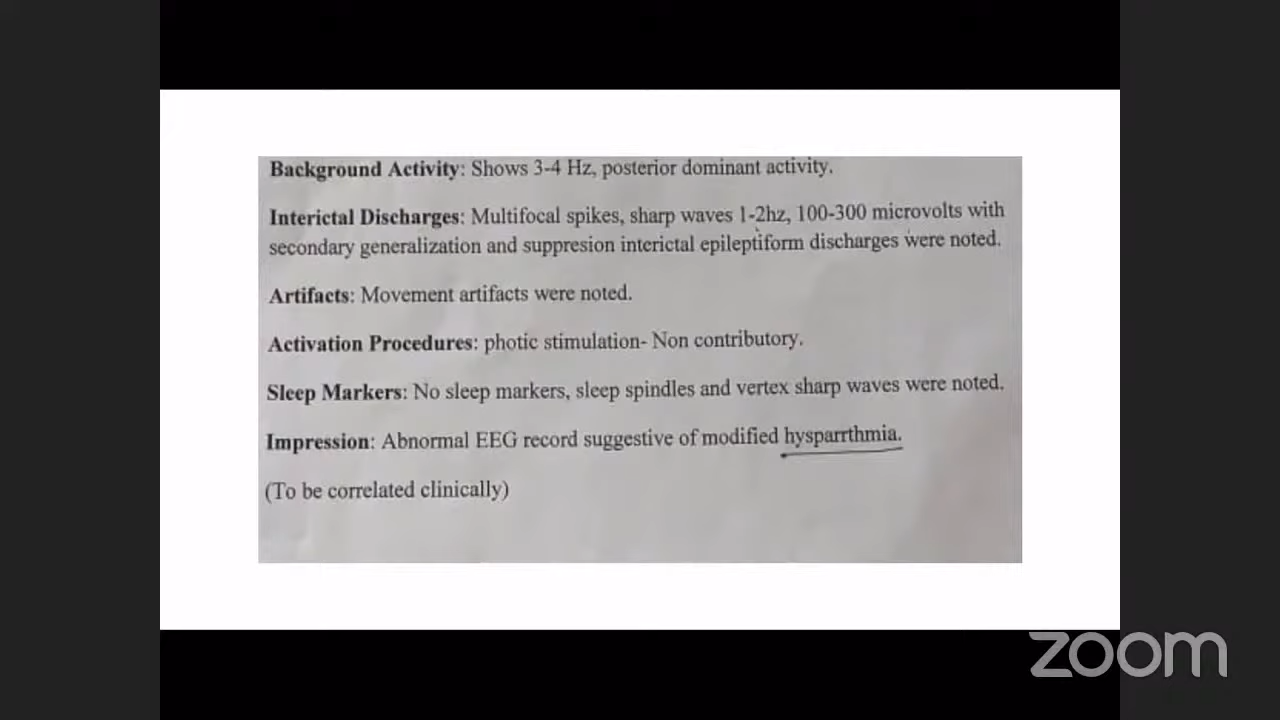 Background Activity: Shows 3-4 Hz, posterior dominant activity.
Interictal Discharges: Multifocal spikes, sharp waves 1-2hz, 100-300 microvolts with
secondary generalization and suppresion interictal epileptiform discharges were noted.
Artifacts: Movement artifacts were noted.
Activation Procedures: photic stimulation- Non contributory.
Sleep Markers: No sleep markers, sleep spindles and vertex sharp waves were noted.
Impression: Abnormal EEG record suggestive of modified hysparrthmia.
(To be correlated clinically)
zoom